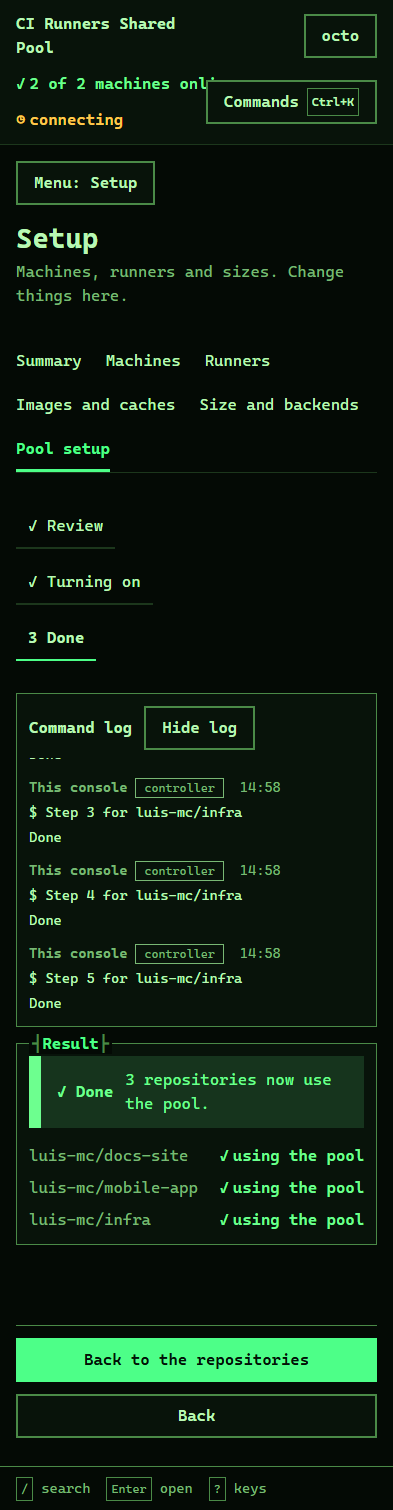 CI Runners Shared
Pool
octo
✓ 2 of 2 machines
Commands Ctrl+K
connecting
Menu: Setup
Setup
Machines, runners and sizes. Change
things here.
Summary Machines Runners
Images and caches Size and backends
Pool setup
✓ Review
✓ Turning on
3 Done
Command log Hide log
This console controller 14:58
$ Step 3 for luis-mc/infra
Done
This console controller 14:58
$ Step 4 for luis-mc/infra
Done
This console controller 14:58
$ Step 5 for luis-mc/infra
Done
Result
✓ Done 3 repositories now use
the pool.
luis-mc/docs-site ✓ using the pool
luis-mc/mobile-app ✓ using the pool
luis-mc/infra ✓ using the pool
Back to the repositories
Back
/ search Enter open ? keys